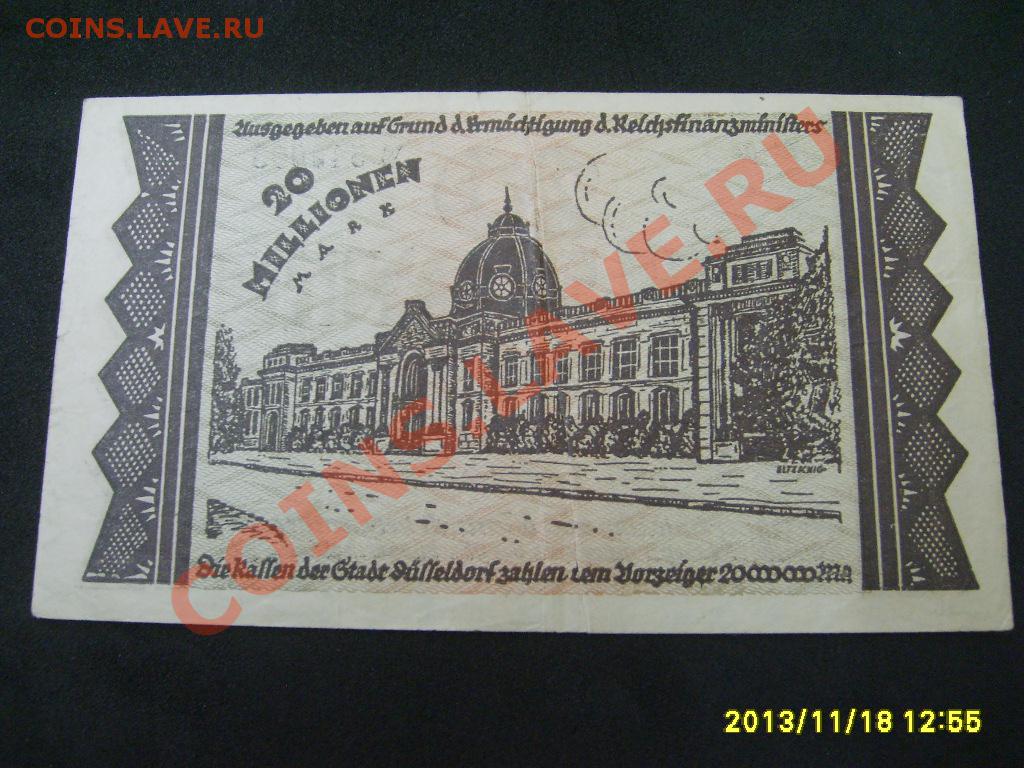 COINS.LAVE.RU
Ausgegeben auf Grund d. Ermächtigung d. Reichsfinanzministers
20
MILLIONEN
MARK
COINS.LAVE.RU
Die Kassen der Stadt Düsseldorf zahlen dem Vorzeiger 20000000 Ma
2013/11/18 12:55